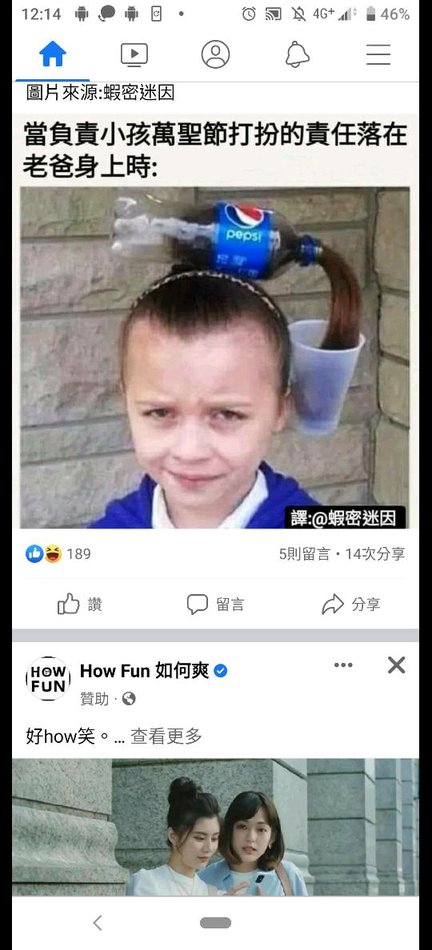 12:14
4G+
46%
圖片來源:蝦密迷因
當負責小孩萬聖節打扮的責任落在
老爸身上時:
pepsi
譯:@蝦密迷因
189
5則留言・14次分享
讚
留言
分享
HOW
FUN
How Fun 如何爽
贊助
好how笑。... 查看更多